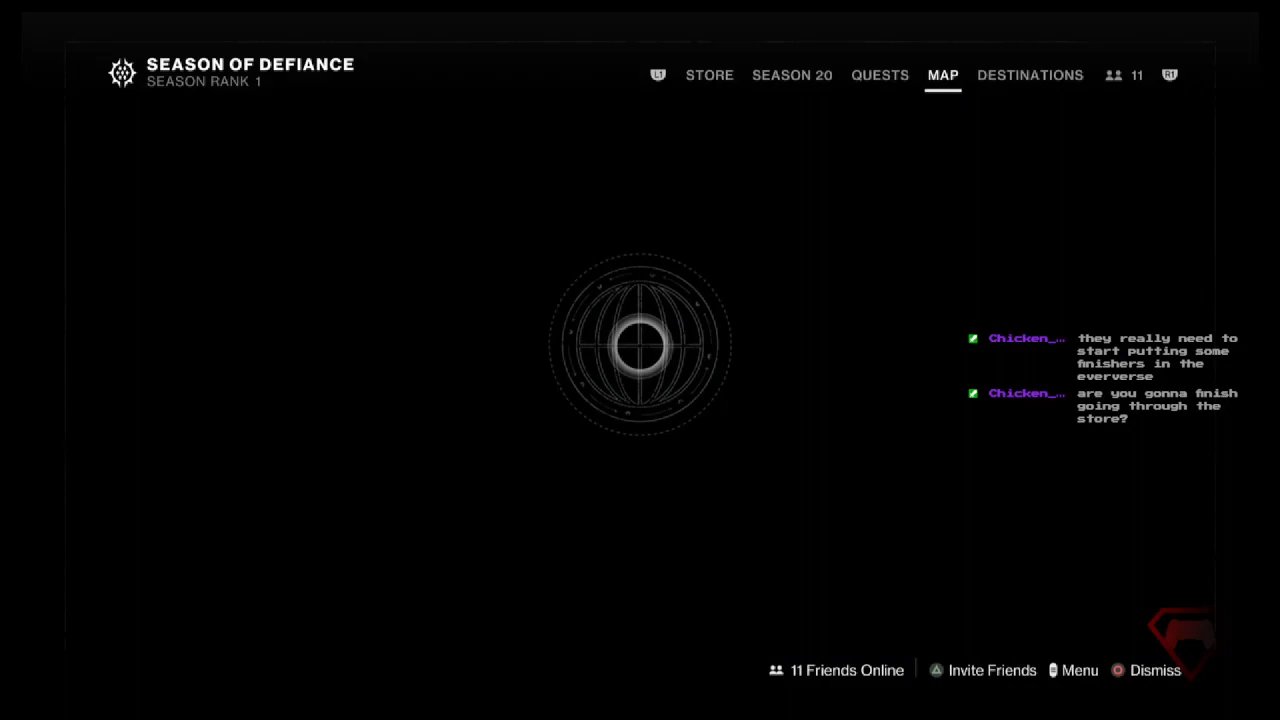 SEASON OF DEFIANCE
SEASON RANK 1
L1 STORE SEASON 20 QUESTS MAP DESTINATIONS 11 R1
Chicken_… they really need to
start putting some
finishers in the
eververse
Chicken_… are you gonna finish
going through the
store?
11 Friends Online Invite Friends Menu Dismiss